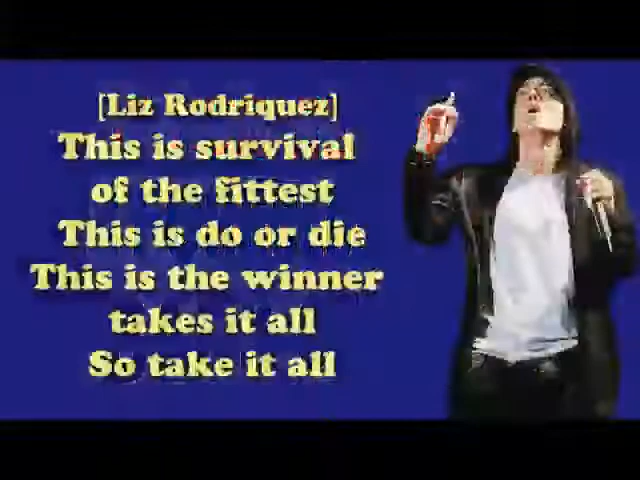 [Liz Rodriquez]
This is survival
of the fittest
This is do or die
This is the winner
takes it all
So take it all